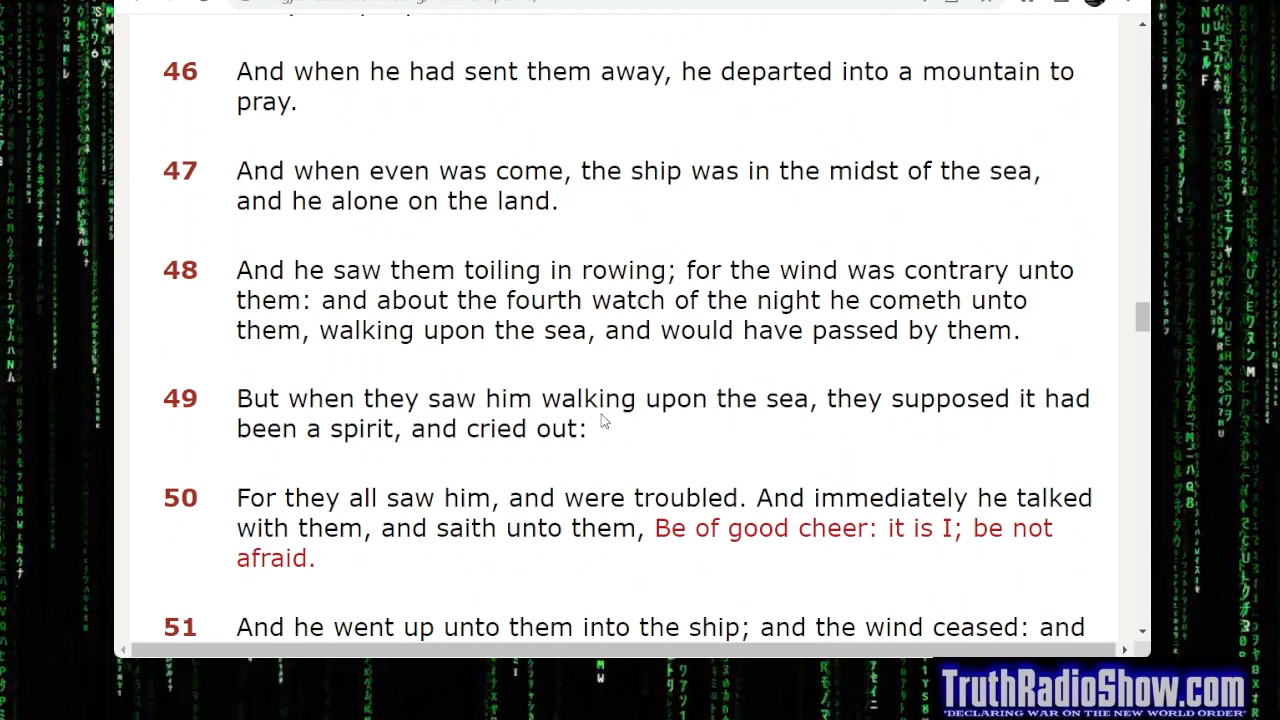 46 And when he had sent them away, he departed into a mountain to
pray.
47 And when even was come, the ship was in the midst of the sea,
and he alone on the land.
48 And he saw them toiling in rowing; for the wind was contrary unto
them: and about the fourth watch of the night he cometh unto
them, walking upon the sea, and would have passed by them.
49 But when they saw him walking upon the sea, they supposed it had
been a spirit, and cried out:
50 For they all saw him, and were troubled. And immediately he talked
with them, and saith unto them, Be of good cheer: it is I; be not
afraid.
51 And he went up unto them into the ship; and the wind ceased: and
TruthRadioShow.com
"DECLARING WAR ON THE NEW WORLD ORDER"